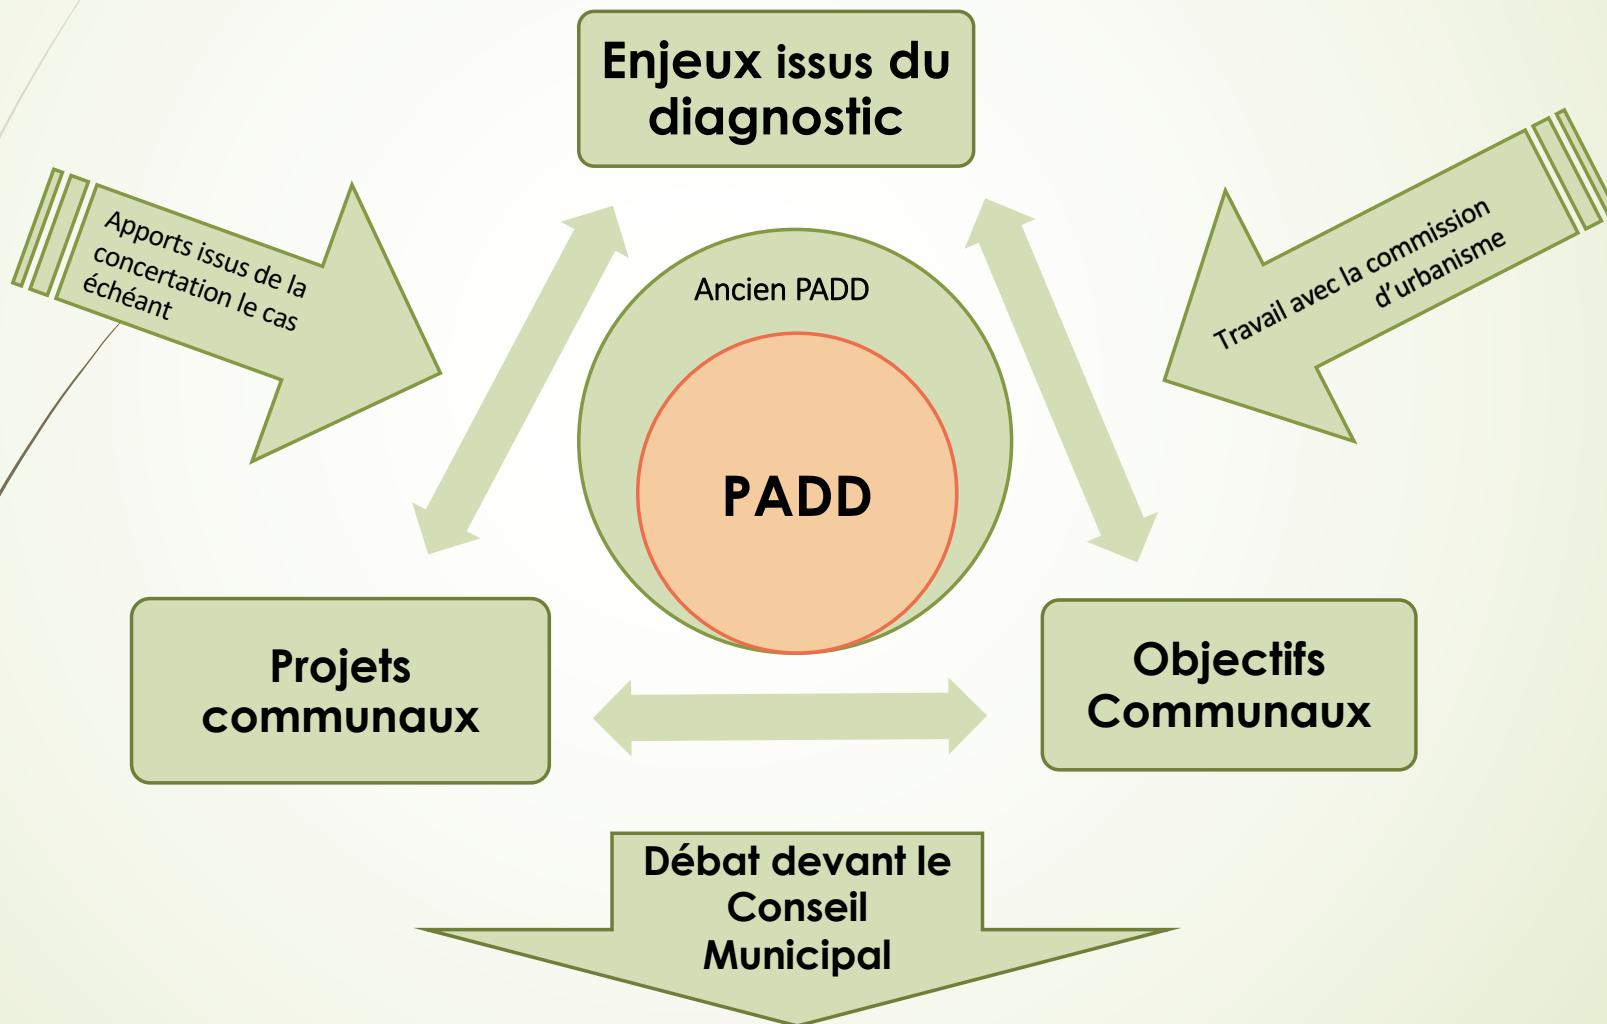 Enjeux issus du
diagnostic
Apports issus de la
concertation le cas
échéant
Travail avec la commission
d’urbanisme
Ancien PADD
PADD
Projets
communaux
Objectifs
Communaux
Débat devant le
Conseil
Municipal